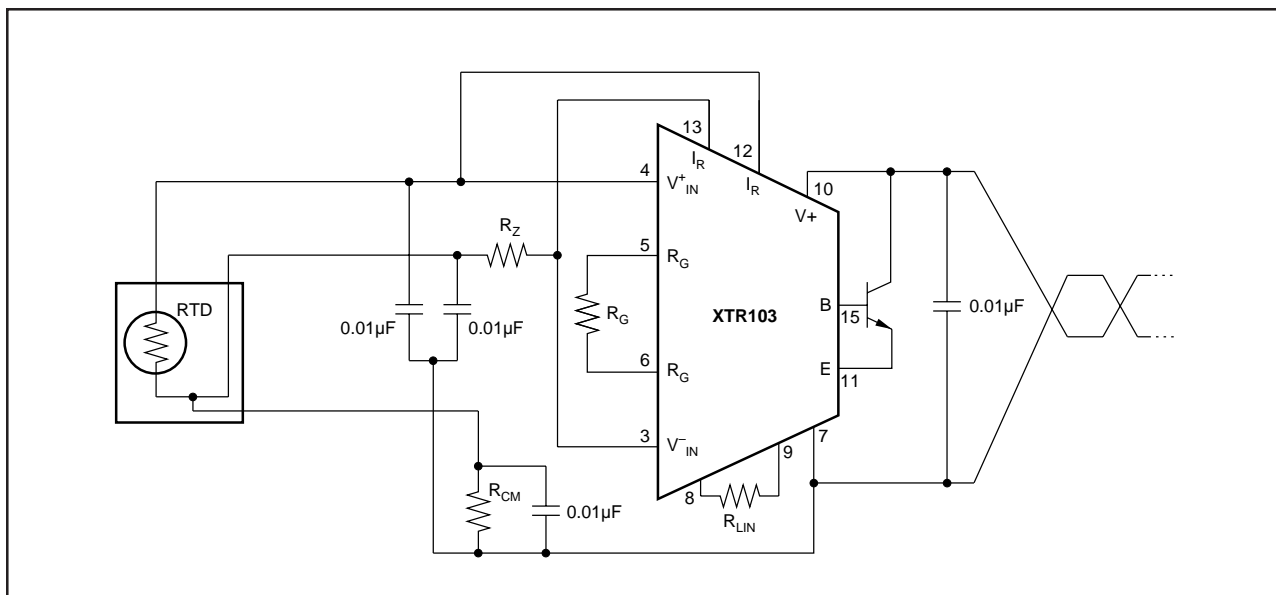 13
12
I_R
I_R
4
V^+_IN
10
V+
R_Z
5
R_G
RTD
0.01µF
0.01µF
R_G
XTR103
B
15
0.01µF
6
R_G
E
11
3
V^–_IN
7
9
8
R_CM
0.01µF
R_LIN